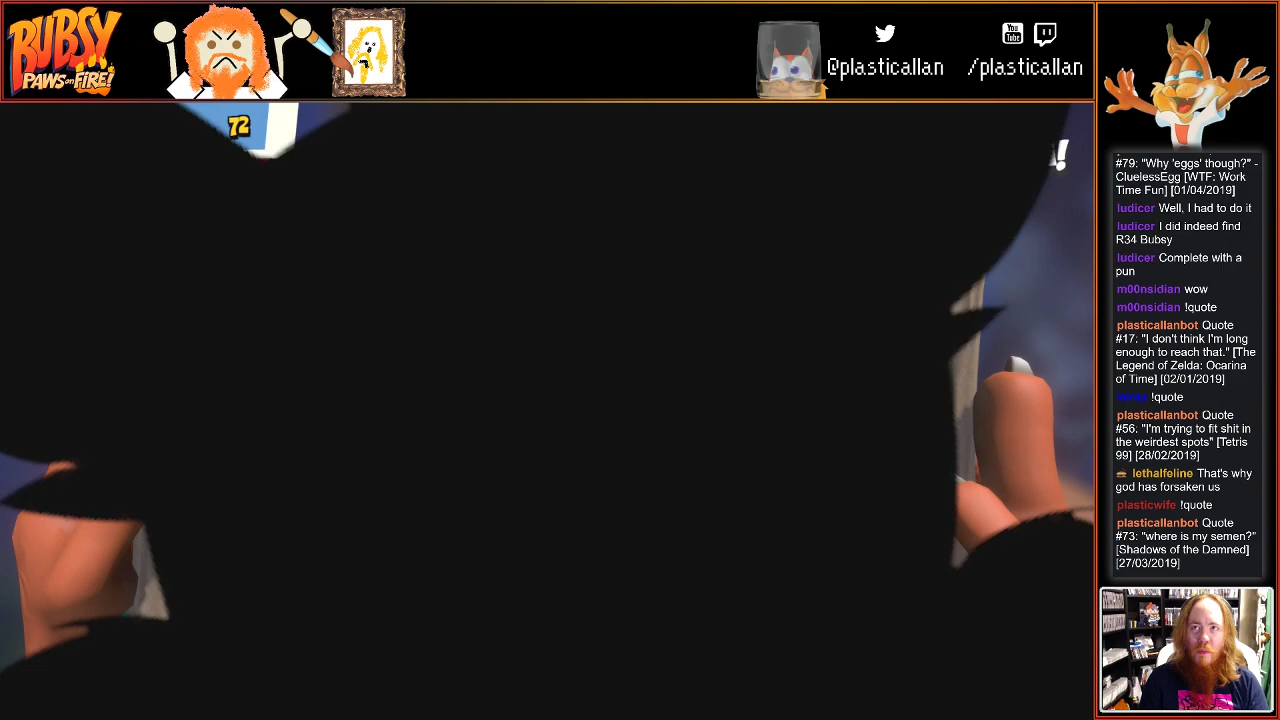 BUBSY
PAWS on FIRE!
@plasticallan
You
Tube
/plasticallan
72
!
#79: "Why 'eggs' though?" -
CluelessEgg [WTF: Work
Time Fun] [01/04/2019]
ludicer Well, I had to do it
ludicer I did indeed find
R34 Bubsy
ludicer Complete with a
pun
m00nsidian wow
m00nsidian !quote
plasticallanbot Quote
#17: "I don't think I'm long
enough to reach that." [The
Legend of Zelda: Ocarina
of Time] [02/01/2019]
!quote
plasticallanbot Quote
#56: "I'm trying to fit shit in
the weirdest spots" [Tetris
99] [28/02/2019]
lethalfeline That's why
god has forsaken us
plasticwife !quote
plasticallanbot Quote
#73: "where is my semen?"
[Shadows of the Damned]
[27/03/2019]